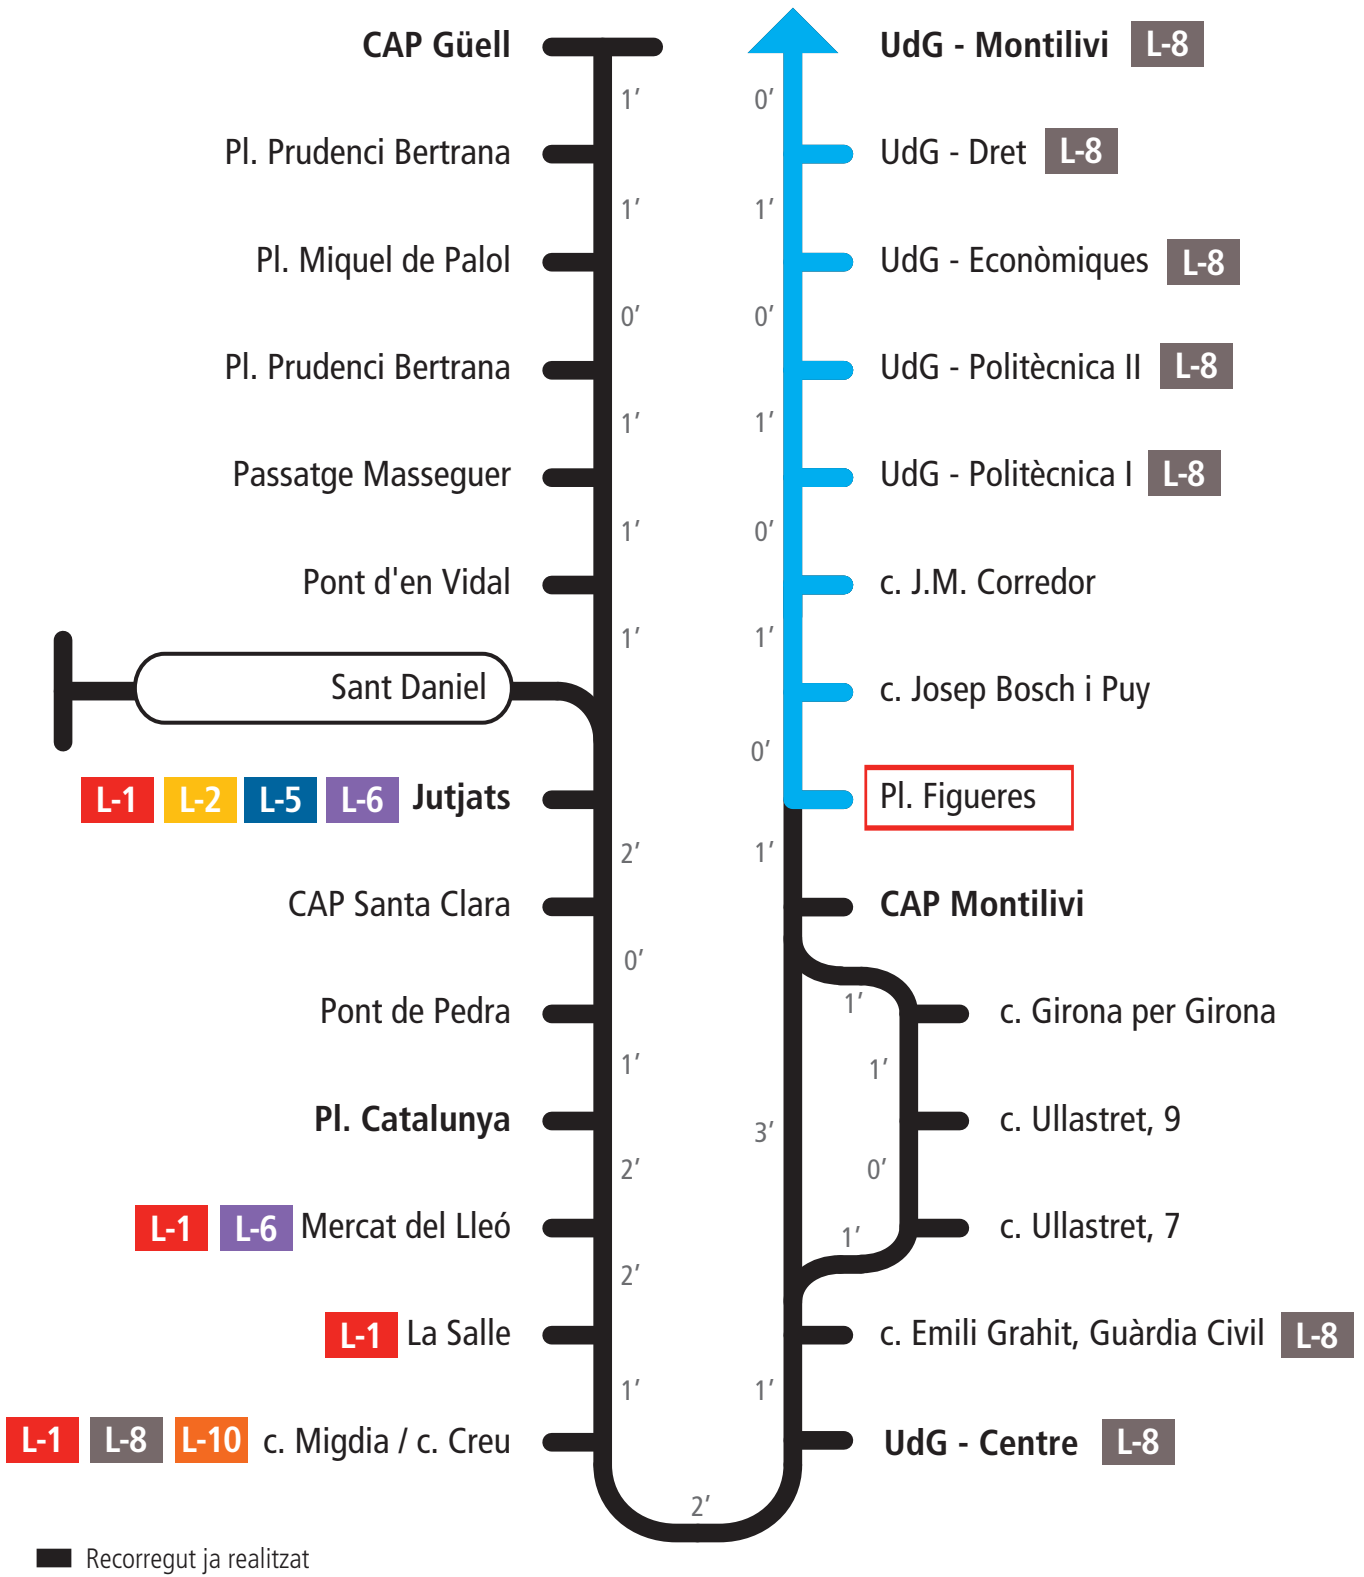 CAP Güell
1’
Pl. Prudenci Bertrana
1’
Pl. Miquel de Palol
0’
Pl. Prudenci Bertrana
1’
Passatge Masseguer
1’
Pont d'en Vidal
1’
Sant Daniel
L-1 L-2 L-5 L-6 Jutjats
2’
CAP Santa Clara
0’
Pont de Pedra
1’
Pl. Catalunya
2’
L-1 L-6 Mercat del Lleó
2’
L-1 La Salle
1’
L-1 L-8 L-10 c. Migdia / c. Creu
2’
UdG - Montilivi L-8
0’
UdG - Dret L-8
1’
UdG - Econòmiques L-8
0’
UdG - Politècnica II L-8
1’
UdG - Politècnica I L-8
0’
c. J.M. Corredor
1’
c. Josep Bosch i Puy
0’
Pl. Figueres
1’
CAP Montilivi
1’
c. Girona per Girona
1’
c. Ullastret, 9
3’
0’
c. Ullastret, 7
1’
c. Emili Grahit, Guàrdia Civil L-8
1’
UdG - Centre L-8
Recorregut ja realitzat